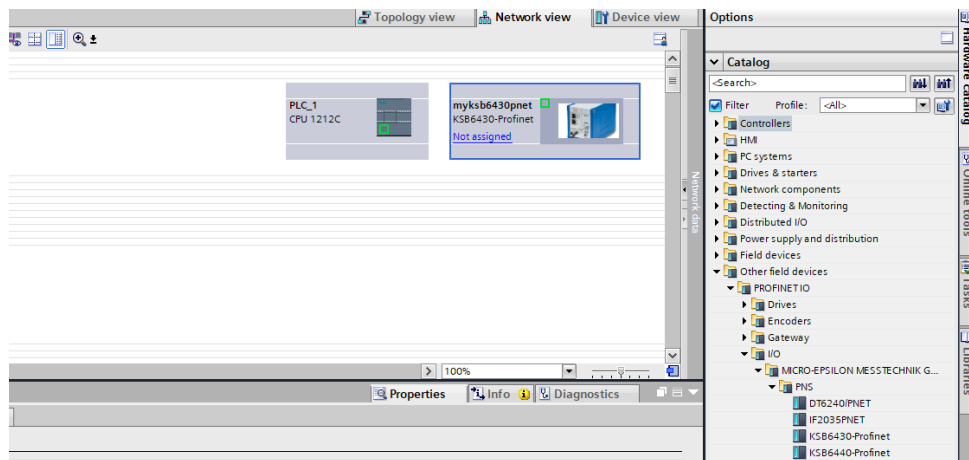 Topology view
Network view
Device view
Options
Catalog
<Search>
Filter
Profile:
<All>
Controllers
HMI
PC systems
Drives & starters
Network components
Detecting & Monitoring
Distributed I/O
Power supply and distribution
Field devices
Other field devices
PROFINET IO
Drives
Encoders
Gateway
I/O
MICRO-EPSILON MESSTECHNIK G...
PNS
DT6240/PNET
IF2035PNET
KSB6430-Profinet
KSB6440-Profinet
PLC_1
CPU 1212C
myksb6430pnet
KSB6430-Profinet
Not assigned
Network data
100%
Properties
Info
Diagnostics
Hardware catalog
Online tools
Tasks
Libraries